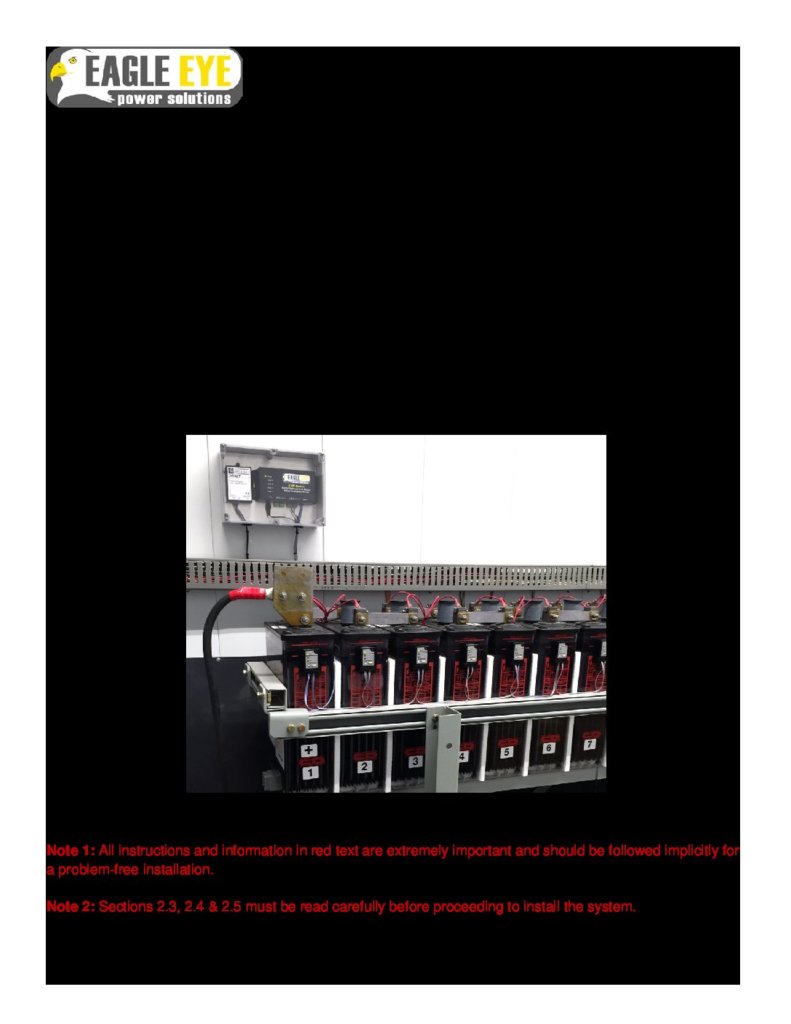 EAGLE EYE
power solutions
EAGLE
+
1
2
3
4
5
6
7
Note 1: All instructions and information in red text are extremely important and should be followed implicitly for
a problem-free installation.
Note 2: Sections 2.3, 2.4 & 2.5 must be read carefully before proceeding to install the system.